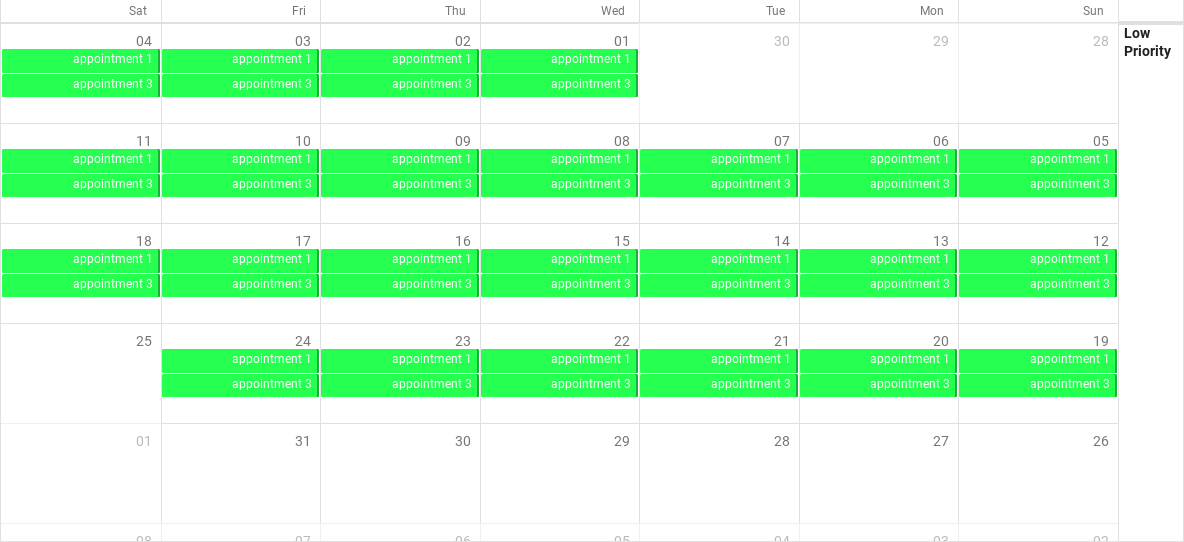 Sat Fri Thu Wed Tue Mon Sun
Low
Priority
04 03 02 01 30 29 28
appointment 1 appointment 1 appointment 1 appointment 1
appointment 3 appointment 3 appointment 3 appointment 3
11 10 09 08 07 06 05
appointment 1 appointment 1 appointment 1 appointment 1 appointment 1 appointment 1 appointment 1
appointment 3 appointment 3 appointment 3 appointment 3 appointment 3 appointment 3 appointment 3
18 17 16 15 14 13 12
appointment 1 appointment 1 appointment 1 appointment 1 appointment 1 appointment 1 appointment 1
appointment 3 appointment 3 appointment 3 appointment 3 appointment 3 appointment 3 appointment 3
25 24 23 22 21 20 19
appointment 1 appointment 1 appointment 1 appointment 1 appointment 1 appointment 1
appointment 3 appointment 3 appointment 3 appointment 3 appointment 3 appointment 3
01 31 30 29 28 27 26
08 07 06 05 04 03 02